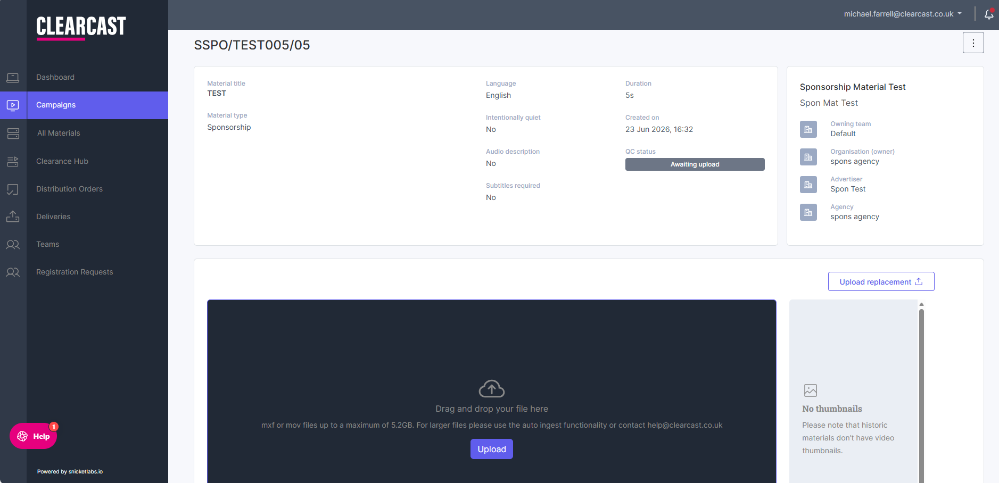 CLEARCAST
michael.farrell@clearcast.co.uk
SSPO/TEST005/05
Dashboard
Campaigns
All Materials
Clearance Hub
Distribution Orders
Deliveries
Teams
Registration Requests
Material title
TEST
Material type
Sponsorship
Language
English
Intentionally quiet
No
Audio description
No
Subtitles required
No
Duration
5s
Created on
23 Jun 2026, 16:32
QC status
Awaiting upload
Sponsorship Material Test
Spon Mat Test
Owning team
Default
Organisation (owner)
spons agency
Advertiser
Spon Test
Agency
spons agency
Upload replacement
Drag and drop your file here
mxf or mov files up to a maximum of 5.2GB. For larger files please use the auto ingest functionality or contact help@clearcast.co.uk
Upload
No thumbnails
Please note that historic
materials don't have video
thumbnails.
1
Help
Powered by snicketlabs.io